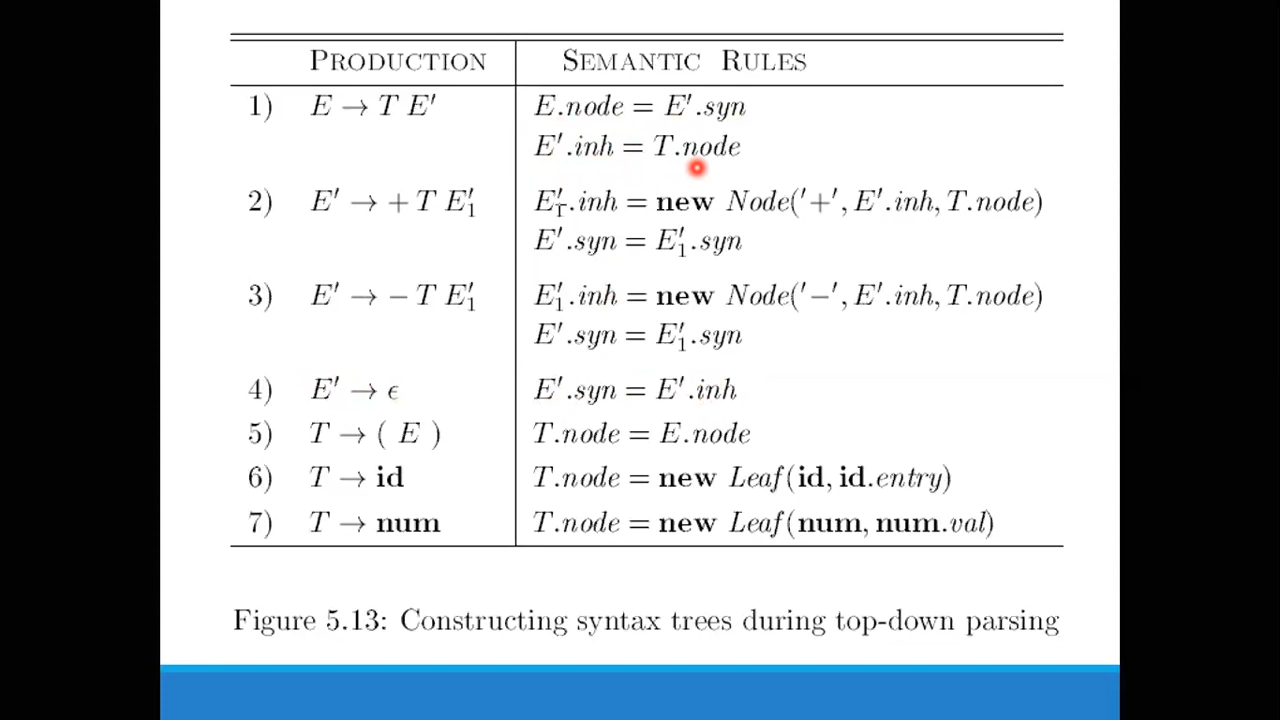 PRODUCTION SEMANTIC RULES
1) E → T E′ E.node = E′.syn
E′.inh = T.node
2) E′ → + T E′₁ E′₁.inh = new Node('+', E′.inh, T.node)
E′.syn = E′₁.syn
3) E′ → − T E′₁ E′₁.inh = new Node('−', E′.inh, T.node)
E′.syn = E′₁.syn
4) E′ → ϵ E′.syn = E′.inh
5) T → ( E ) T.node = E.node
6) T → id T.node = new Leaf(id, id.entry)
7) T → num T.node = new Leaf(num, num.val)
Figure 5.13: Constructing syntax trees during top-down parsing